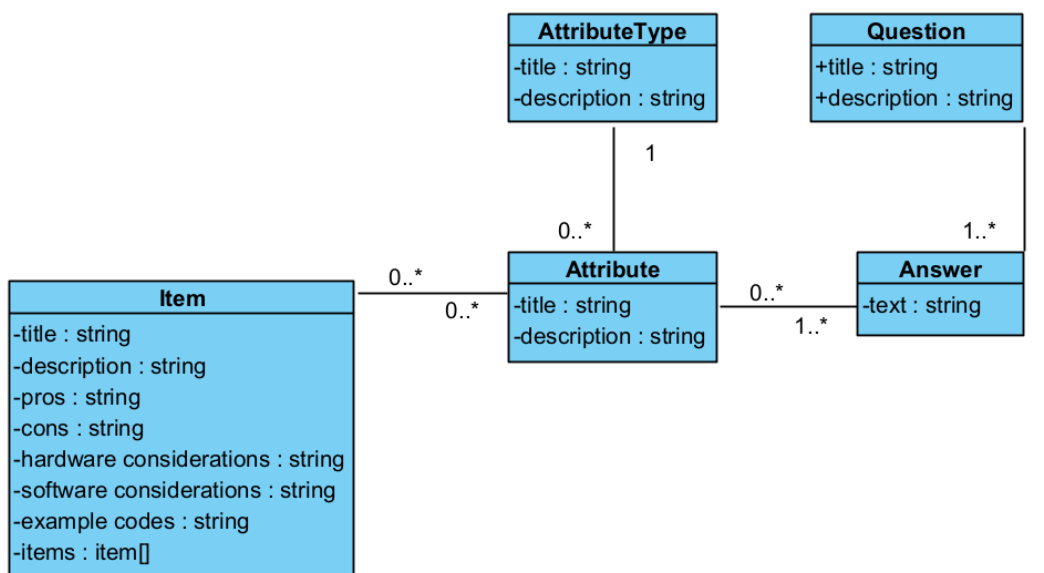 AttributeType
-title : string
-description : string
Question
+title : string
+description : string
1
0..*
1..*
Attribute
-title : string
-description : string
Answer
-text : string
0..*
0..*
0..*
1..*
Item
-title : string
-description : string
-pros : string
-cons : string
-hardware considerations : string
-software considerations : string
-example codes : string
-items : item[]